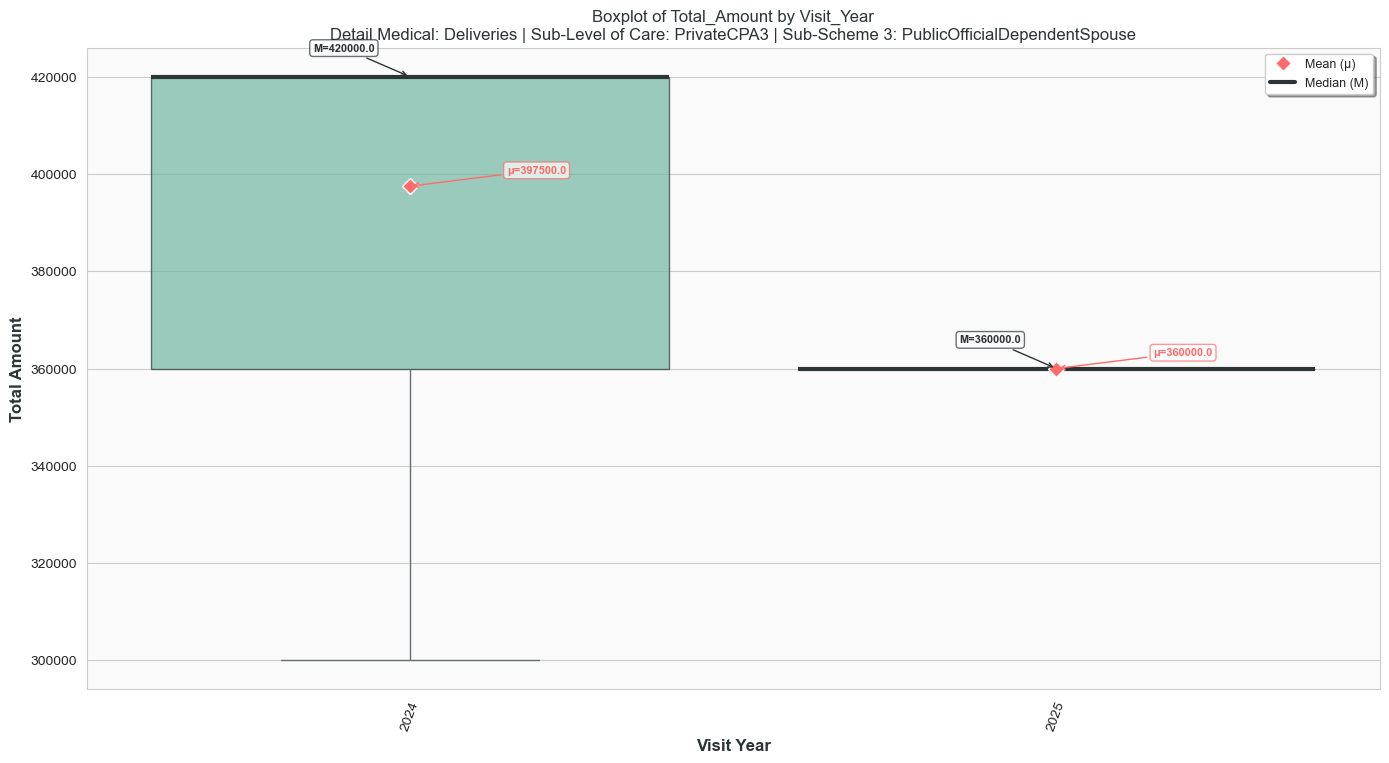 Boxplot of Total_Amount by Visit_Year
Detail Medical: Deliveries | Sub-Level of Care: PrivateCPA3 | Sub-Scheme 3: PublicOfficialDependentSpouse
M=420000.0
Mean (μ)
Median (M)
420000
μ=397500.0
400000
380000
M=360000.0
μ=360000.0
360000
340000
320000
300000
Total Amount
2024
2025
Visit Year